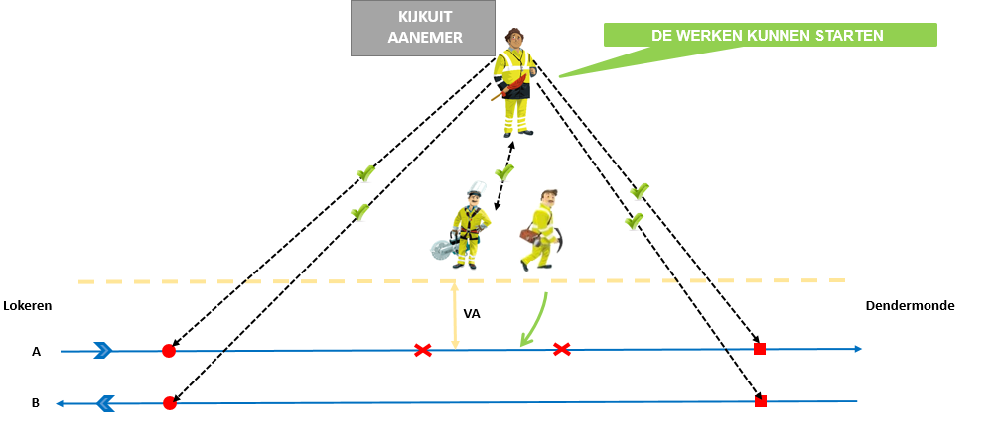 KIJKUIT
AANEMER
DE WERKEN KUNNEN STARTEN
Lokeren
VA
Dendermonde
A
B